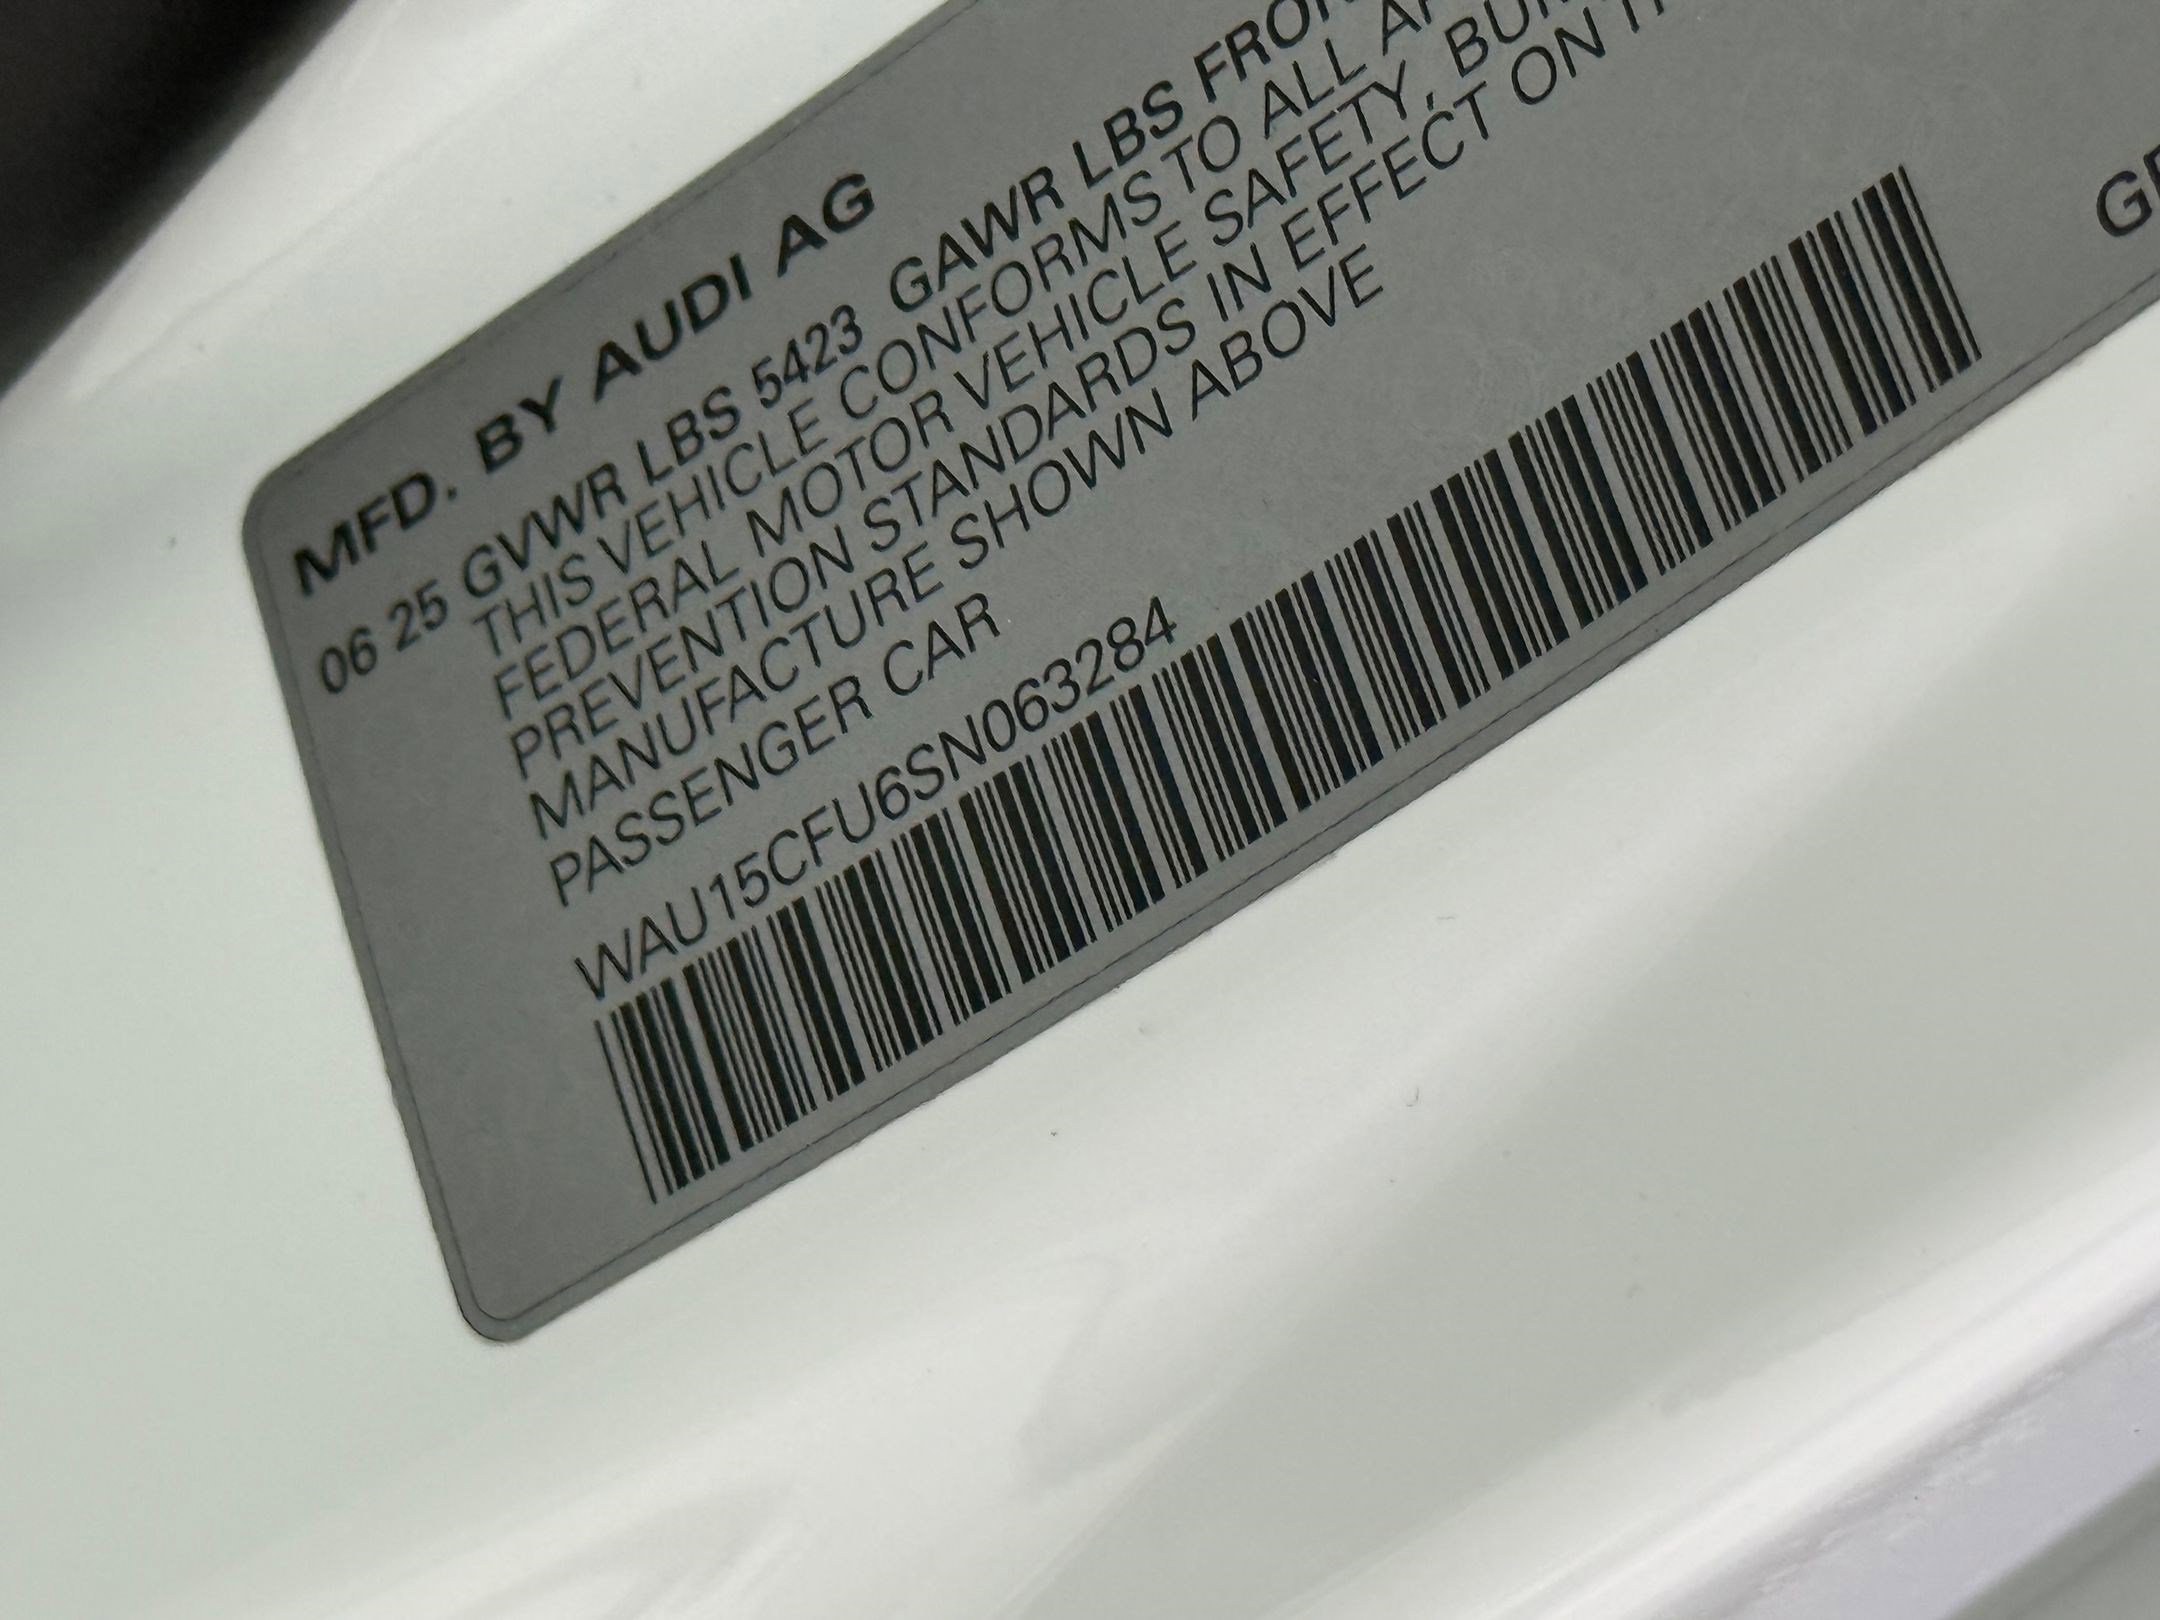 MFD. BY AUDI AG
06 25 GVWR LBS 5423 GAWR LBS
THIS VEHICLE CONFORMS TO ALL
FEDERAL MOTOR VEHICLE SAFETY,
PREVENTION STANDARDS IN EFFECT ON
MANUFACTURE SHOWN ABOVE
PASSENGER CAR
WAU15CFU6SN063284